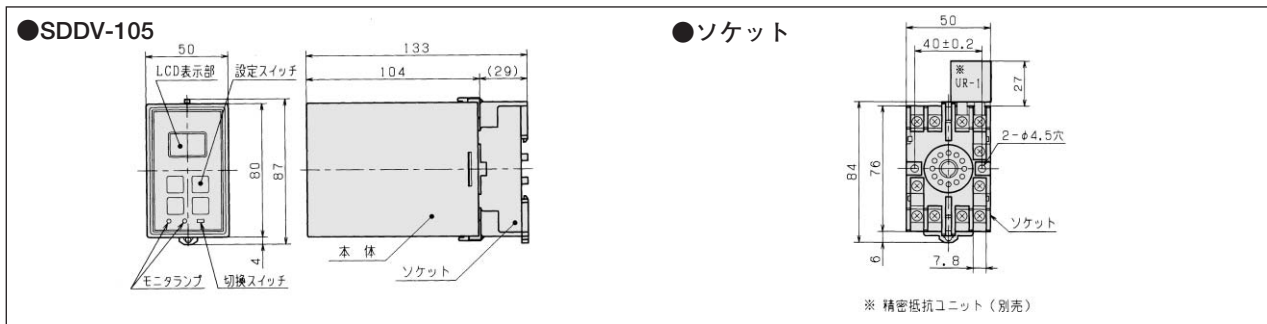 ●SDDV-105
50
LCD表示部
設定スイッチ
80
87
4
モニタランプ
切換スイッチ
133
104
(29)
本 体
ソケット
●ソケット
50
40±0.2
※
UR-1
27
2-φ4.5穴
84
76
6
7.8
ソケット
※ 精密抵抗ユニット(別売)